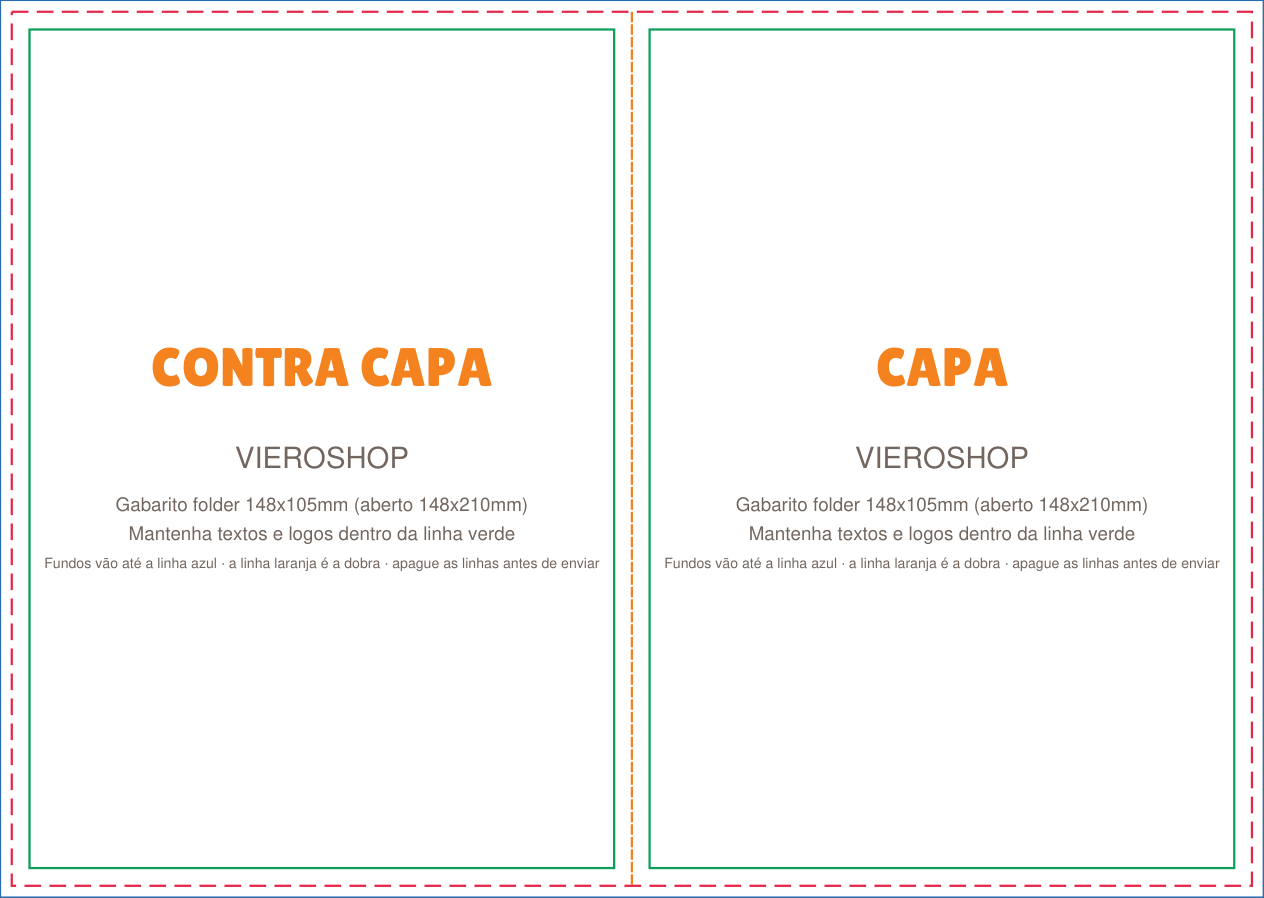 CONTRA CAPA
VIEROSHOP
Gabarito folder 148x105mm (aberto 148x210mm)
Mantenha textos e logos dentro da linha verde
Fundos vão até a linha azul · a linha laranja é a dobra · apague as linhas antes de enviar
CAPA
VIEROSHOP
Gabarito folder 148x105mm (aberto 148x210mm)
Mantenha textos e logos dentro da linha verde
Fundos vão até a linha azul · a linha laranja é a dobra · apague as linhas antes de enviar